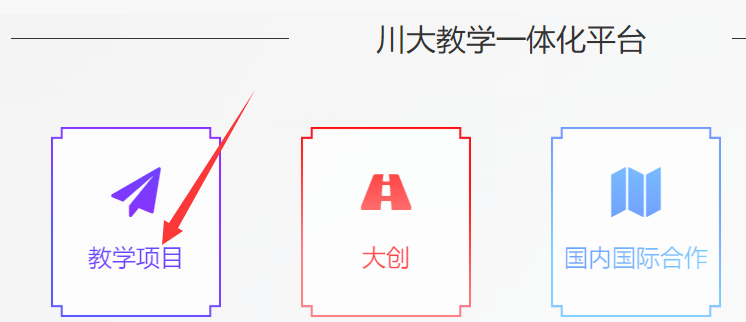 川大教学一体化平台
教学项目
大创
国内国际合作